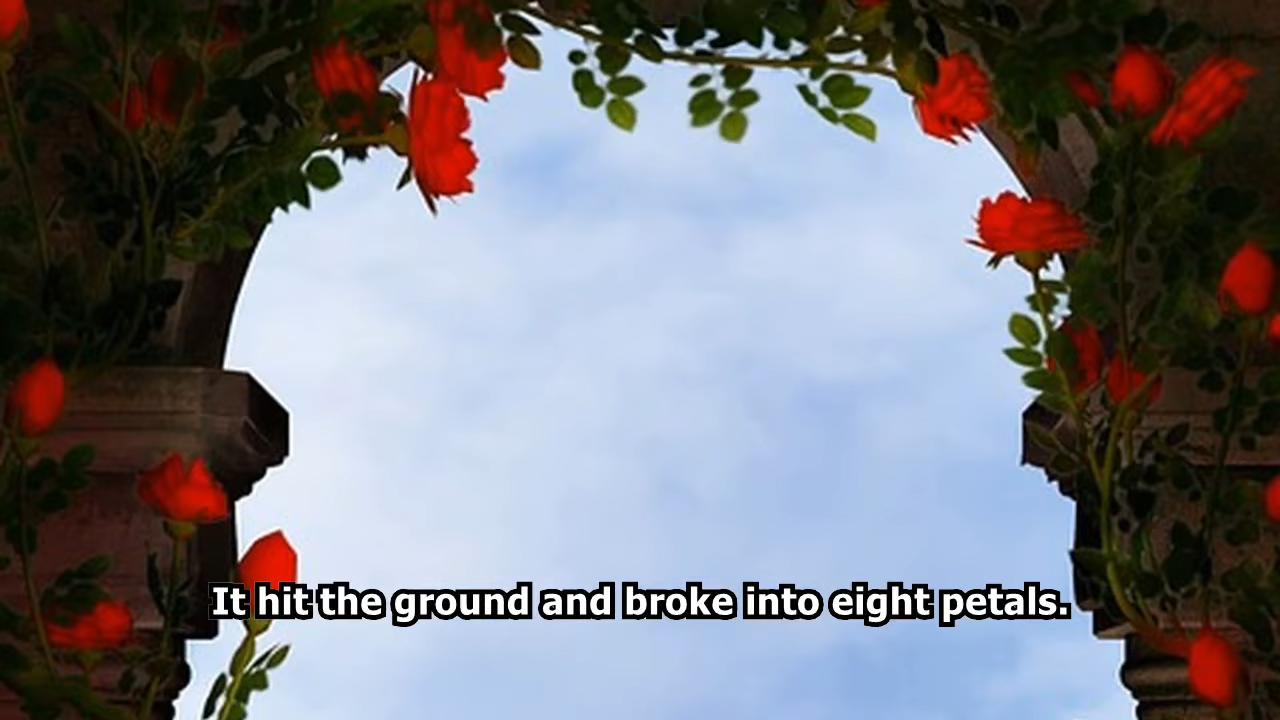 It hit the ground and broke into eight petals.